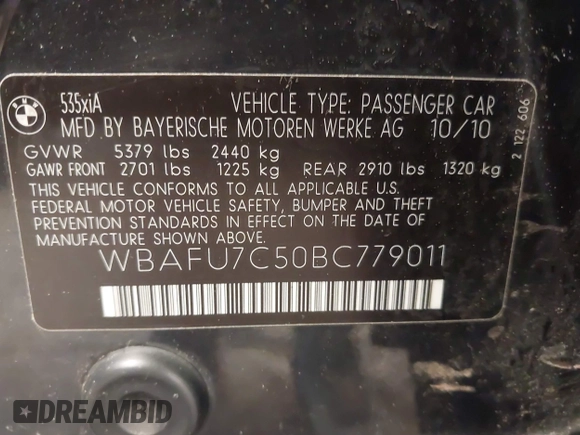 BMW
535xiA VEHICLE TYPE: PASSENGER CAR
MFD BY BAYERISCHE MOTOREN WERKE AG 10/10
GVWR 5379 lbs 2440 kg
GAWR FRONT 2701 lbs 1225 kg REAR 2910 lbs 1320 kg
THIS VEHICLE CONFORMS TO ALL APPLICABLE U.S.
FEDERAL MOTOR VEHICLE SAFETY, BUMPER AND THEFT
PREVENTION STANDARDS IN EFFECT ON THE DATE OF
MANUFACTURE SHOWN ABOVE.
WBAFU7C50BC779011
2 122 606
DREAMBID